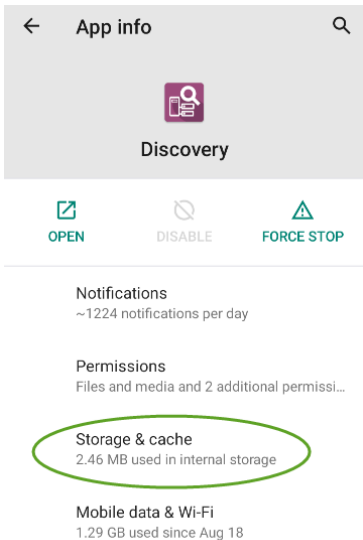 App info
Discovery
OPEN
DISABLE
FORCE STOP
Notifications
~1224 notifications per day
Permissions
Files and media and 2 additional permissi...
Storage & cache
2.46 MB used in internal storage
Mobile data & Wi-Fi
1.29 GB used since Aug 18